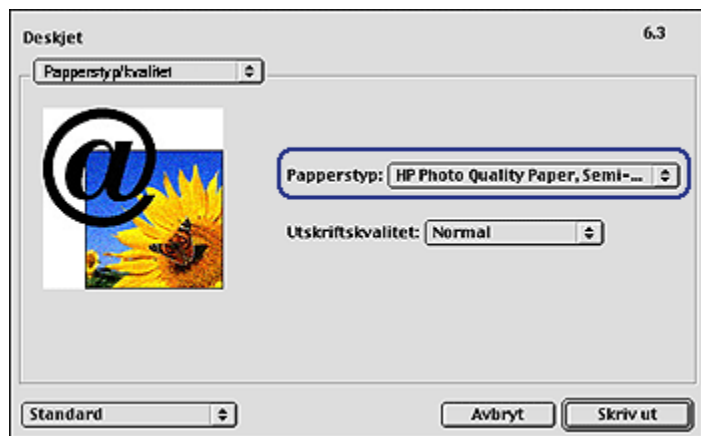 Deskjet 6.3
Papperstyp/kvalitet
@
Papperstyp: HP Photo Quality Paper, Semi-...
Utskriftskvalitet: Normal
Standard Avbryt Skriv ut